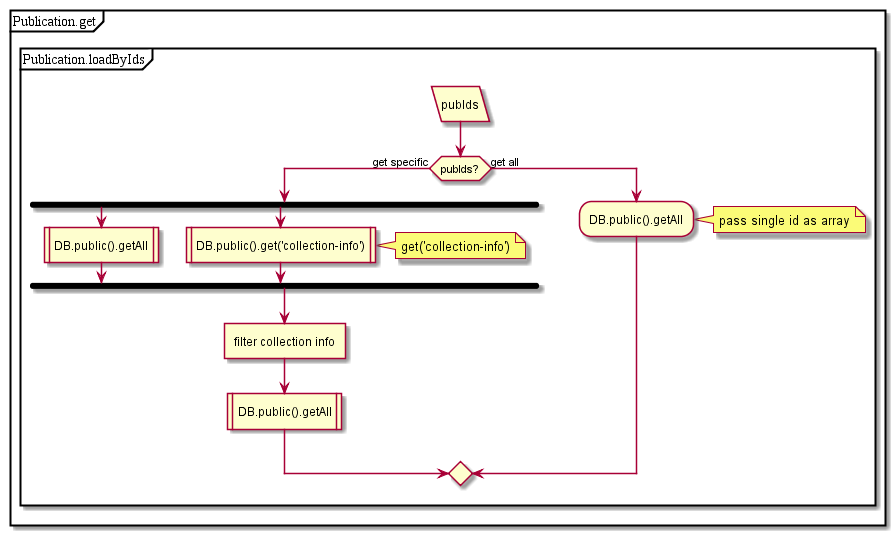 Publication.get
Publication.loadByIds
pubIds
get specific
pubIds?
get all
DB.public().getAll
DB.public().get('collection-info')
get('collection-info')
DB.public().getAll
pass single id as array
filter collection info
DB.public().getAll